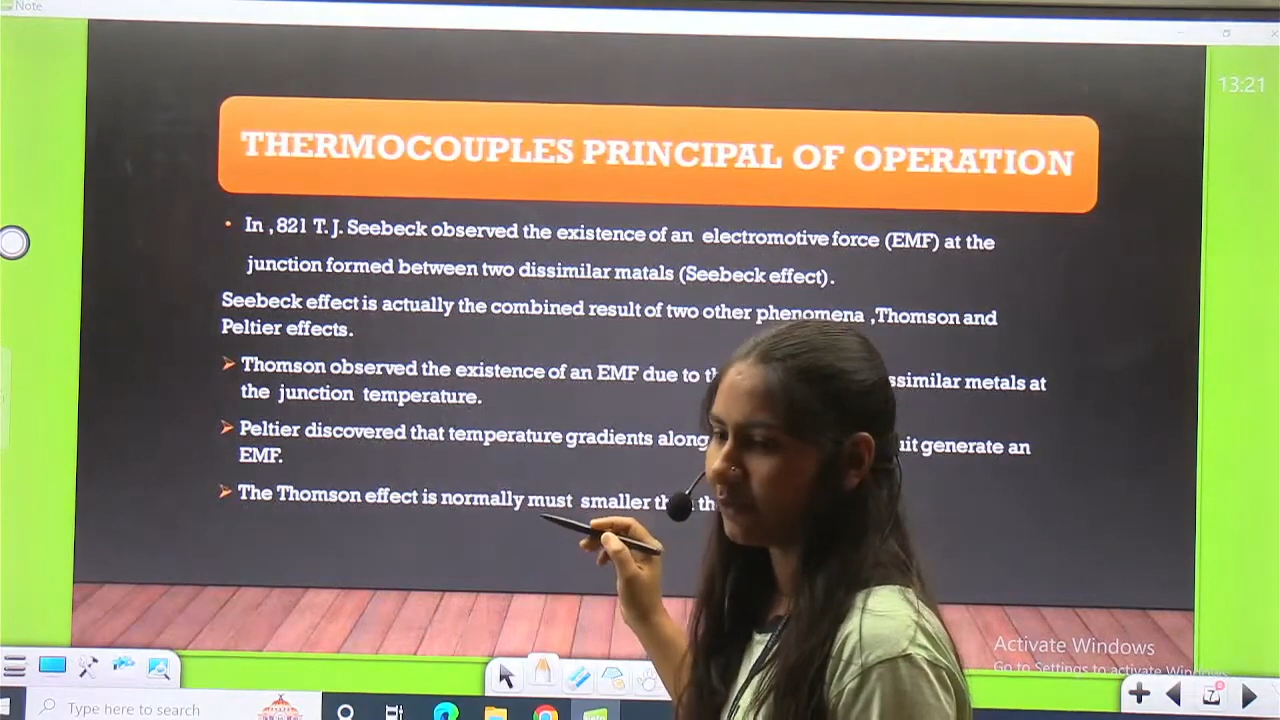 Note
13:21
THERMOCOUPLES PRINCIPAL OF OPERATION
• In ,821 T. J. Seebeck observed the existence of an electromotive force (EMF) at the
junction formed between two dissimilar matals (Seebeck effect).
Seebeck effect is actually the combined result of two other phenomena ,Thomson and
Peltier effects.
➢ Thomson observed the existence of an EMF due to metals at
the junction temperature.
➢ Peltier discovered that temperature gradients along generate an
EMF.
➢ The Thomson effect is normally must smaller
Activate Windows
Go to Settings to activate Windows
7
Type here to search